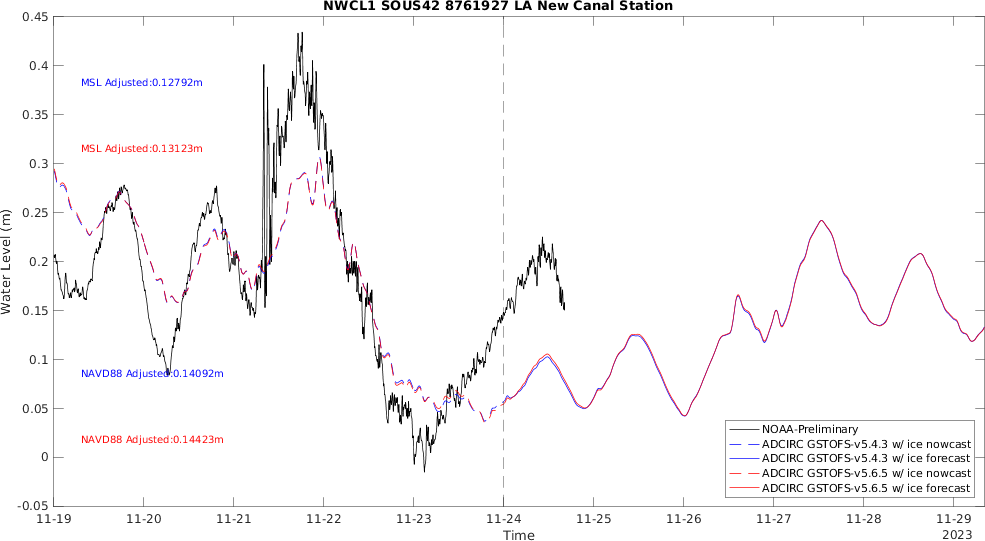 NWCL1 SOUS42 8761927 LA New Canal Station
0.45
0.4
0.35
0.3
0.25
0.2
0.15
0.1
0.05
0
-0.05
Water Level (m)
MSL Adjusted:0.12792m
MSL Adjusted:0.13123m
NAVD88 Adjusted:0.14092m
NAVD88 Adjusted:0.14423m
NOAA-Preliminary
ADCIRC GSTOFS-v5.4.3 w/ ice nowcast
ADCIRC GSTOFS-v5.4.3 w/ ice forecast
ADCIRC GSTOFS-v5.6.5 w/ ice nowcast
ADCIRC GSTOFS-v5.6.5 w/ ice forecast
11-19 11-20 11-21 11-22 11-23 11-24 11-25 11-26 11-27 11-28 11-29
Time 2023